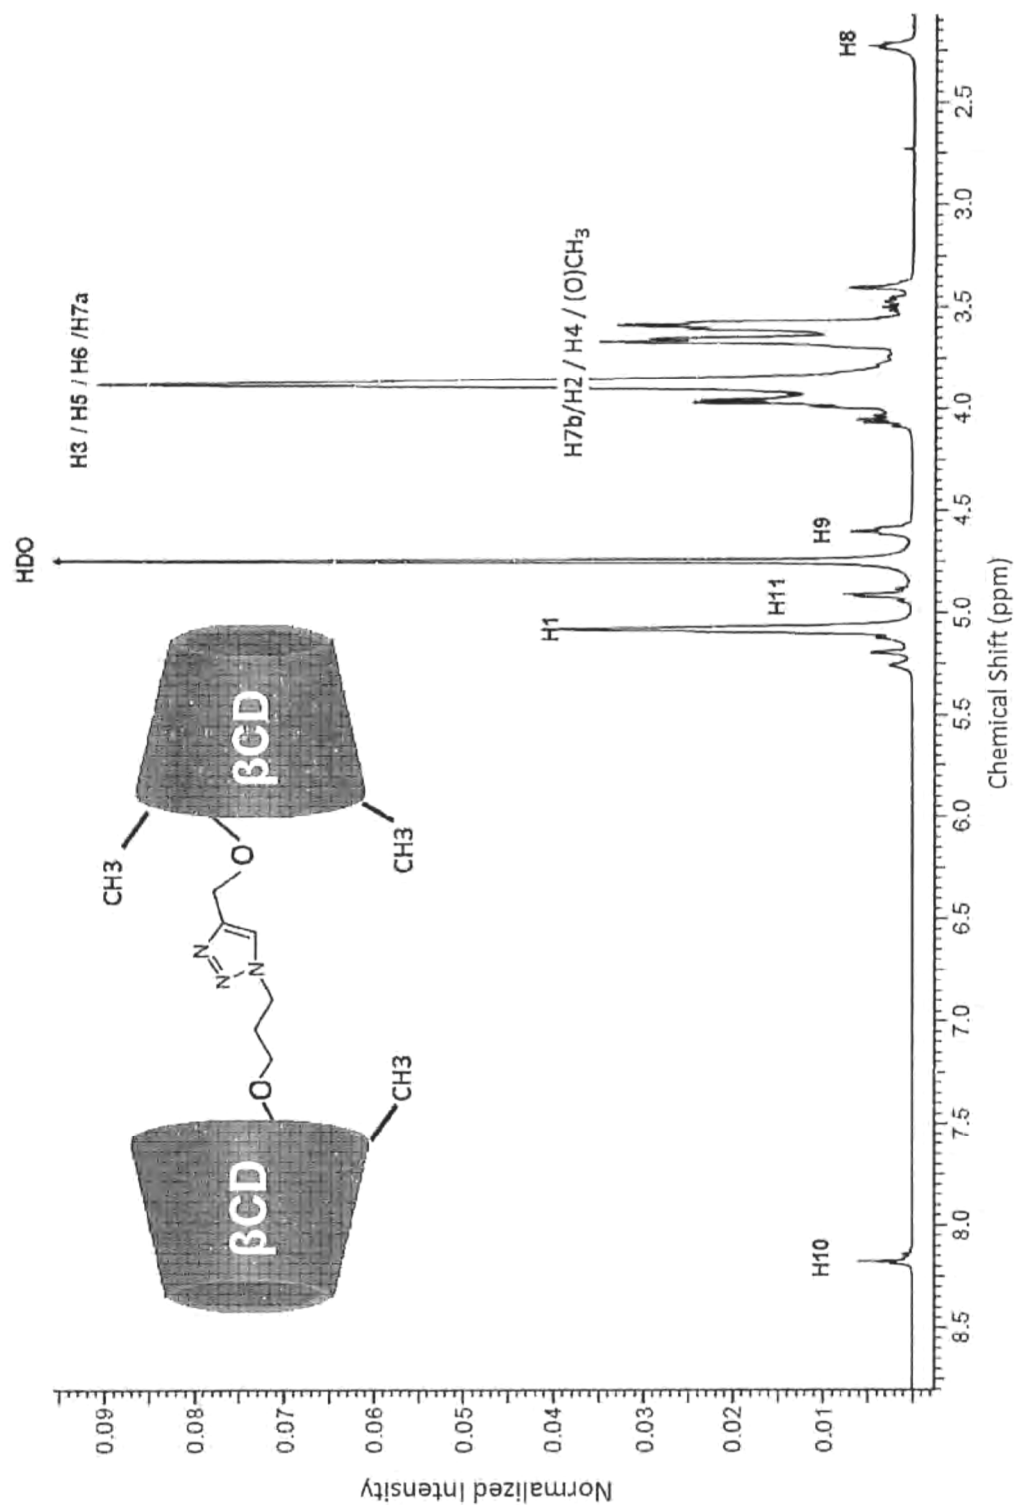 HDO
H3 / H5 / H6 /H7a
H7b/H2 / H4 / (O)CH3
H1
H11
H9
H10
H8
CH3
CH3
CH3
O
O
N
N
N
βCD
βCD
Normalized Intensity
0.09
0.08
0.07
0.06
0.05
0.04
0.03
0.02
0.01
8.5
8.0
7.5
7.0
6.5
6.0
5.5
5.0
4.5
4.0
3.5
3.0
2.5
Chemical Shift (ppm)